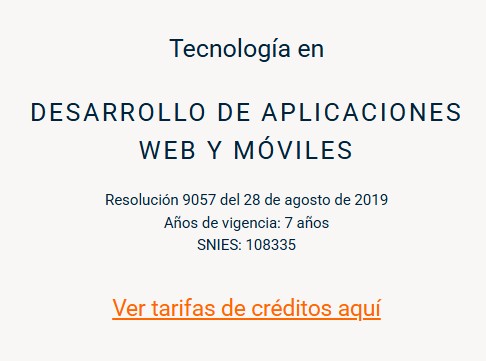 Tecnología en
DESARROLLO DE APLICACIONES
WEB Y MÓVILES
Resolución 9057 del 28 de agosto de 2019
Años de vigencia: 7 años
SNIES: 108335
Ver tarifas de créditos aquí